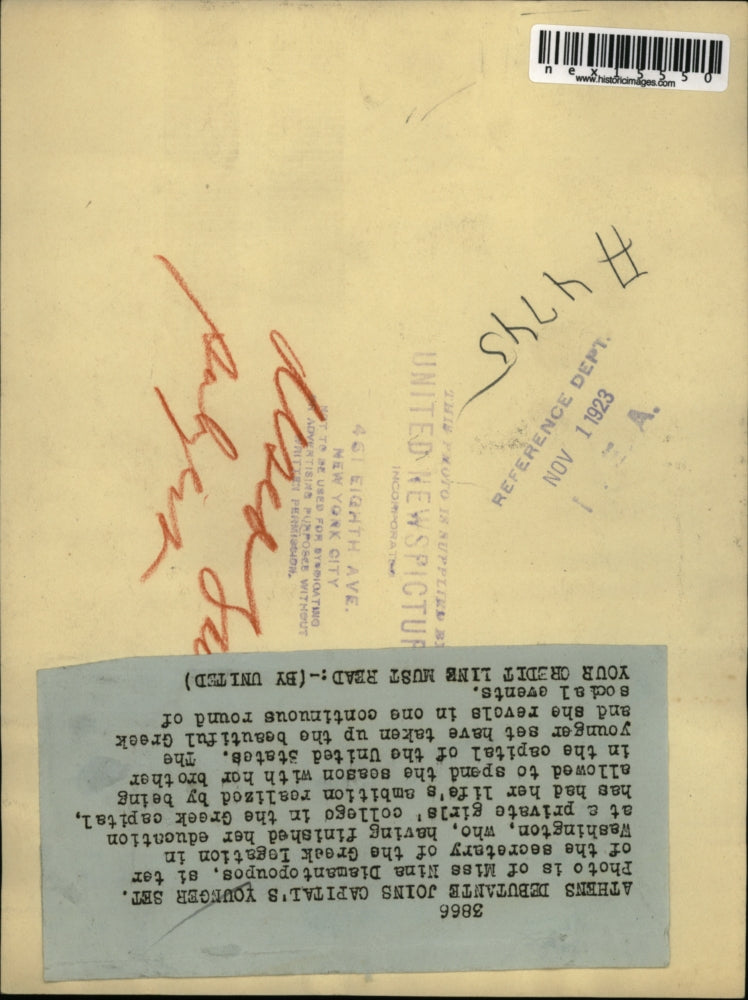 nex15550
www.historicimages.com
# 4745
REFERENCE DEPT.
NOV 1 1923
A.
THIS PHOTO IS SUPPLIED BY
UNITED NEWSPICTUR
INCORPORATED
461 EIGHTH AVE.
NEW YORK CITY
NOT TO BE USED FOR SYNDICATING
ADVERTISING PURPOSES WITHOUT
WRITTEN PERMISSION.
3866
ATHENS DEBUTANTE JOINS CAPITAL'S YOUNGER SET.
Photo is of Miss Nina Diamantopoupos, si ter
of the secretary of the Greek Legation in
Washington, who, having finished her education
at a private girls' college in the Greek capital,
has had her life's ambition realized by being
allowed to spend the season with her brother
in the capital of the United States. The
younger set have taken up the beautiful Greek
and she revols in one continuous round of
social events.
YOUR CREDIT LINE MUST READ:-(BY UNITED)